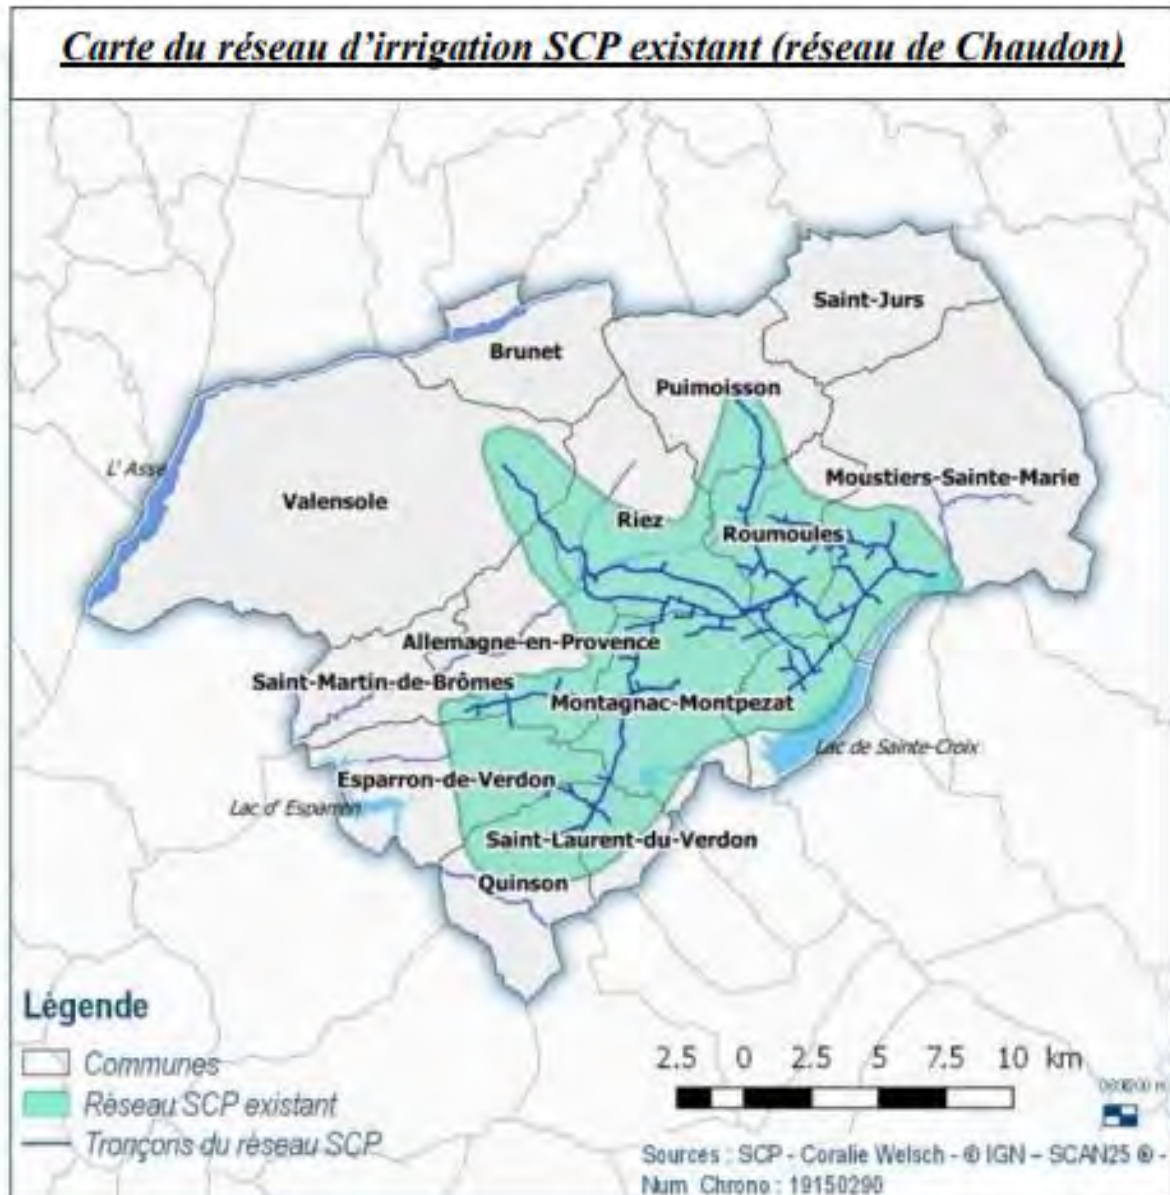 Carte du réseau d'irrigation SCP existant (réseau de Chaudon)
Saint-Jurs
Brunet
Puimoisson
L' Asse
Valensole
Moustiers-Sainte-Marie
Riez
Roumoules
Allemagne-en-Provence
Saint-Martin-de-Brômes
Montagnac-Montpezat
Lac de Sainte-Croix
Esparron-de-Verdon
Lac d' Esparron
Saint-Laurent-du-Verdon
Quinson
Légende
Communes
Réseau SCP existant
Tronçons du réseau SCP
2.5 0 2.5 5 7.5 10 km
Sources : SCP - Coralie Welsch - © IGN – SCAN25 ® -
Num Chrono : 19150290